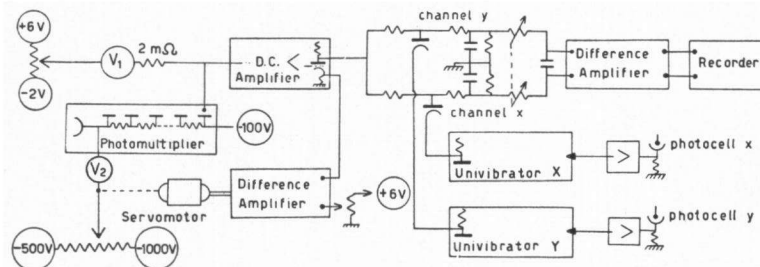 +6V
channel y
V1
2 mΩ
D.C. <
Amplifier
Difference
Amplifier
Recorder
-2V
channel x
-100V
Photomultiplier
photocell x
>
V2
Univibrator X
Difference
Amplifier
+6V
Servomotor
photocell y
>
-500V
-1000V
Univibrator Y